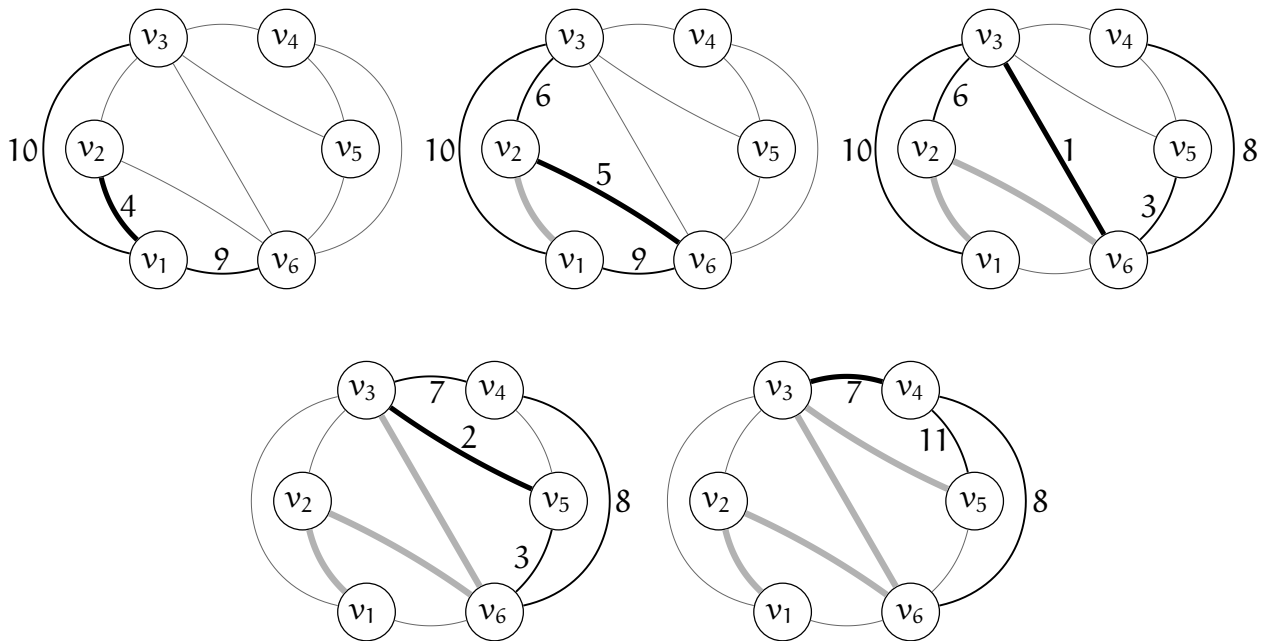 v3 v4 v3 v4 v3 v4
6 6
10 v2 v5 10 v2 5 v5 10 v2 1 v5 8
4 3
v1 9 v6 v1 9 v6 v1 v6
v3 7 v4 v3 7 v4
2 11
v2 v5 8 v2 v5 8
3
v1 v6 v1 v6